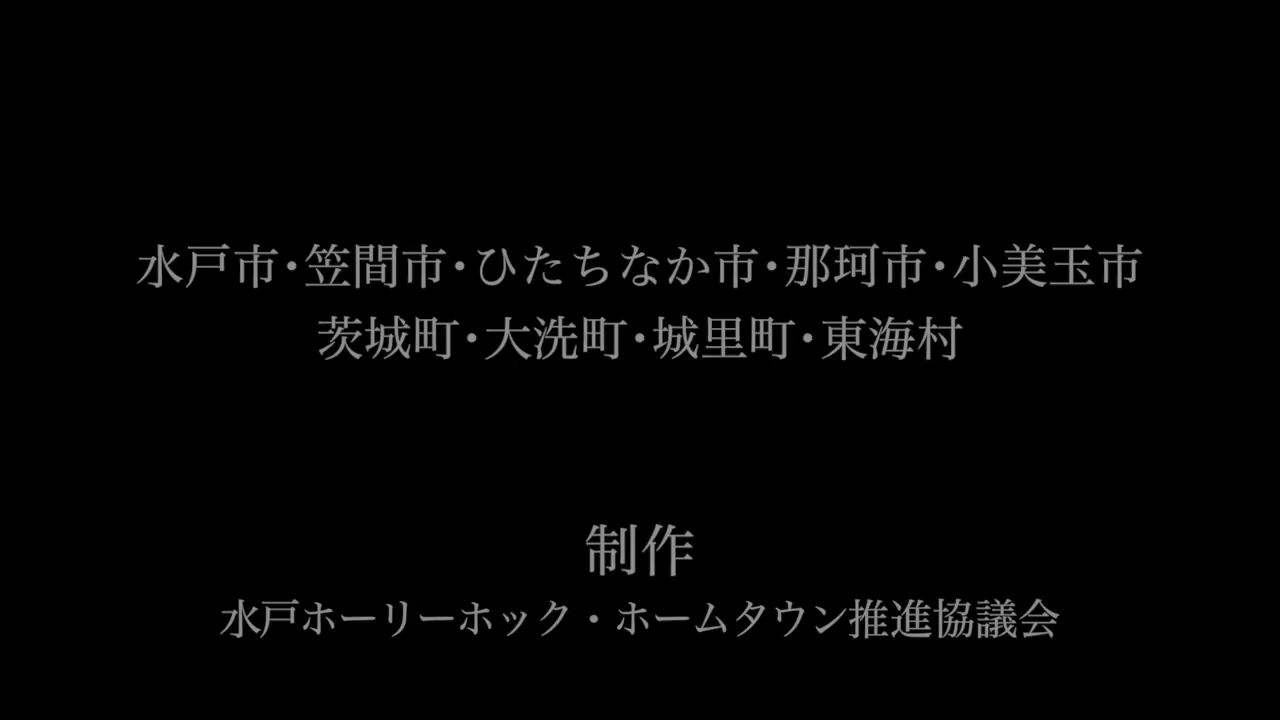 水戸市・笠間市・ひたちなか市・那珂市・小美玉市
茨城町・大洗町・城里町・東海村
制作
水戸ホーリーホック・ホームタウン推進協議会